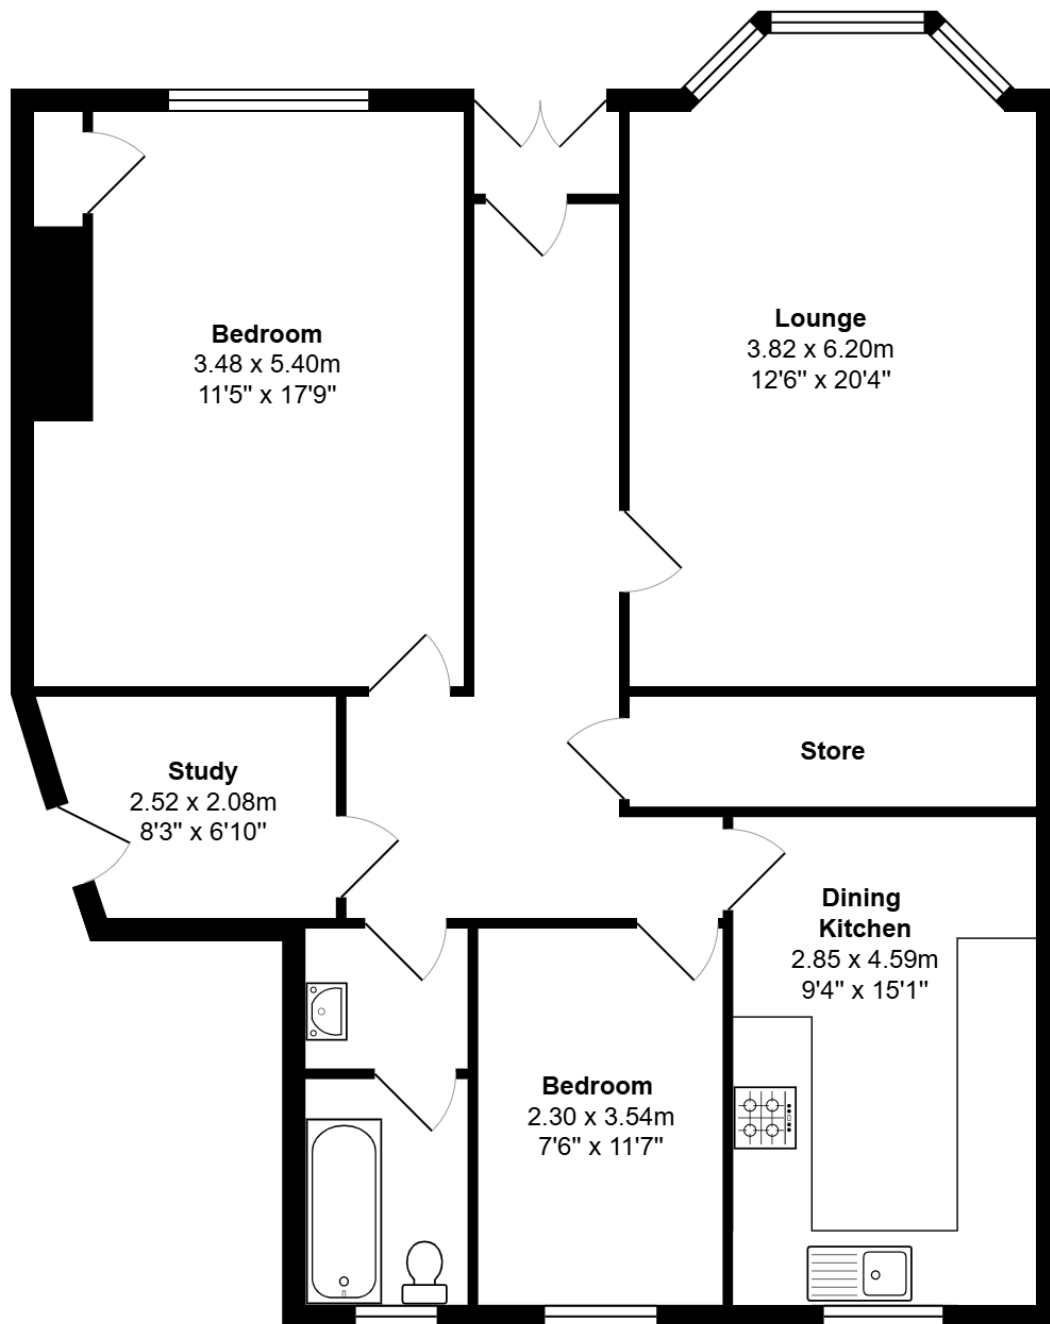 Bedroom
3.48 x 5.40m
11'5" x 17'9"
Lounge
3.82 x 6.20m
12'6" x 20'4"
Study
2.52 x 2.08m
8'3" x 6'10"
Store
Dining
Kitchen
2.85 x 4.59m
9'4" x 15'1"
Bedroom
2.30 x 3.54m
7'6" x 11'7"